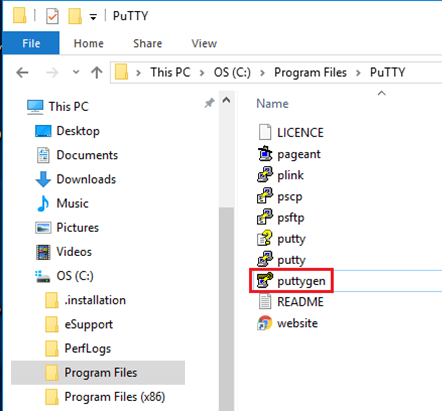 PuTTY
File Home Share View
This PC OS (C:) Program Files PuTTY
This PC
Desktop
Documents
Downloads
Music
Pictures
Videos
OS (C:)
.installation
eSupport
PerfLogs
Program Files
Program Files (x86)
Name
LICENCE
pageant
plink
pscp
psftp
putty
putty
puttygen
README
website